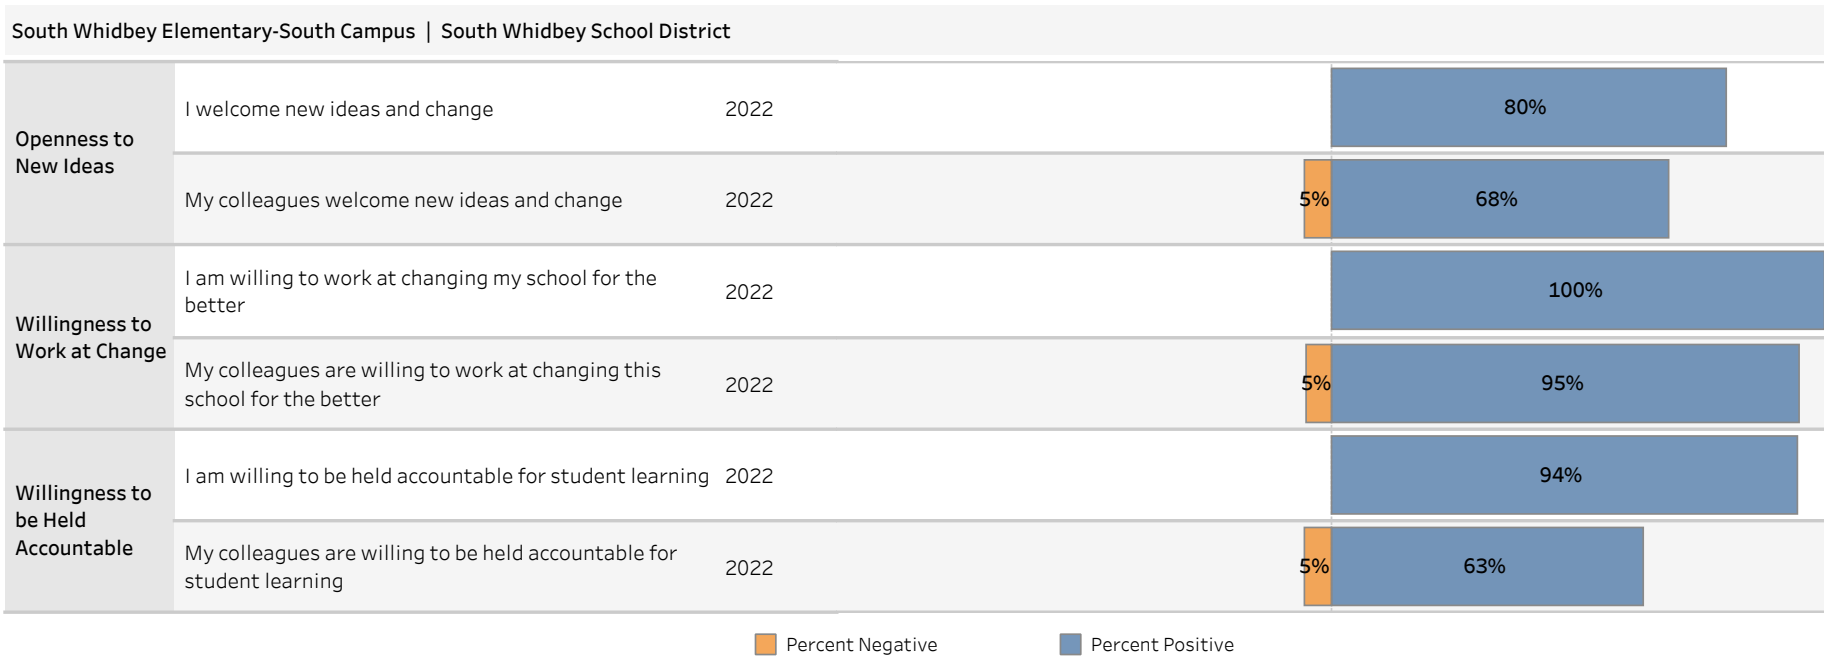 South Whidbey Elementary-South Campus | South Whidbey School District
Openness to
New Ideas
I welcome new ideas and change 2022 80%
My colleagues welcome new ideas and change 2022 5% 68%
Willingness to
Work at Change
I am willing to work at changing my school for the
better
2022 100%
My colleagues are willing to work at changing this
school for the better
2022 5% 95%
Willingness to
be Held
Accountable
I am willing to be held accountable for student learning 2022 94%
My colleagues are willing to be held accountable for
student learning
2022 5% 63%
Percent Negative Percent Positive